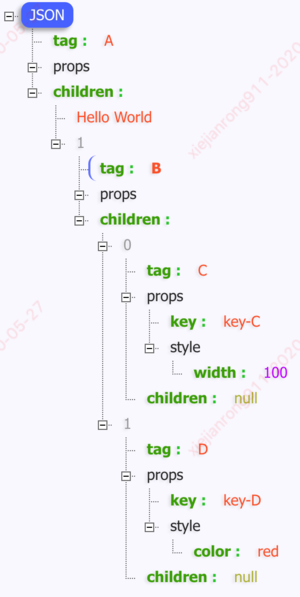 JSON
tag : A
props
children :
Hello World
1
tag : B
props
children :
0
tag : C
props
key : key-C
style
width : 100
children : null
1
tag : D
props
key : key-D
style
color : red
children : null
xiejianrong911-2020
xiejianrong911-2020
0-05-27